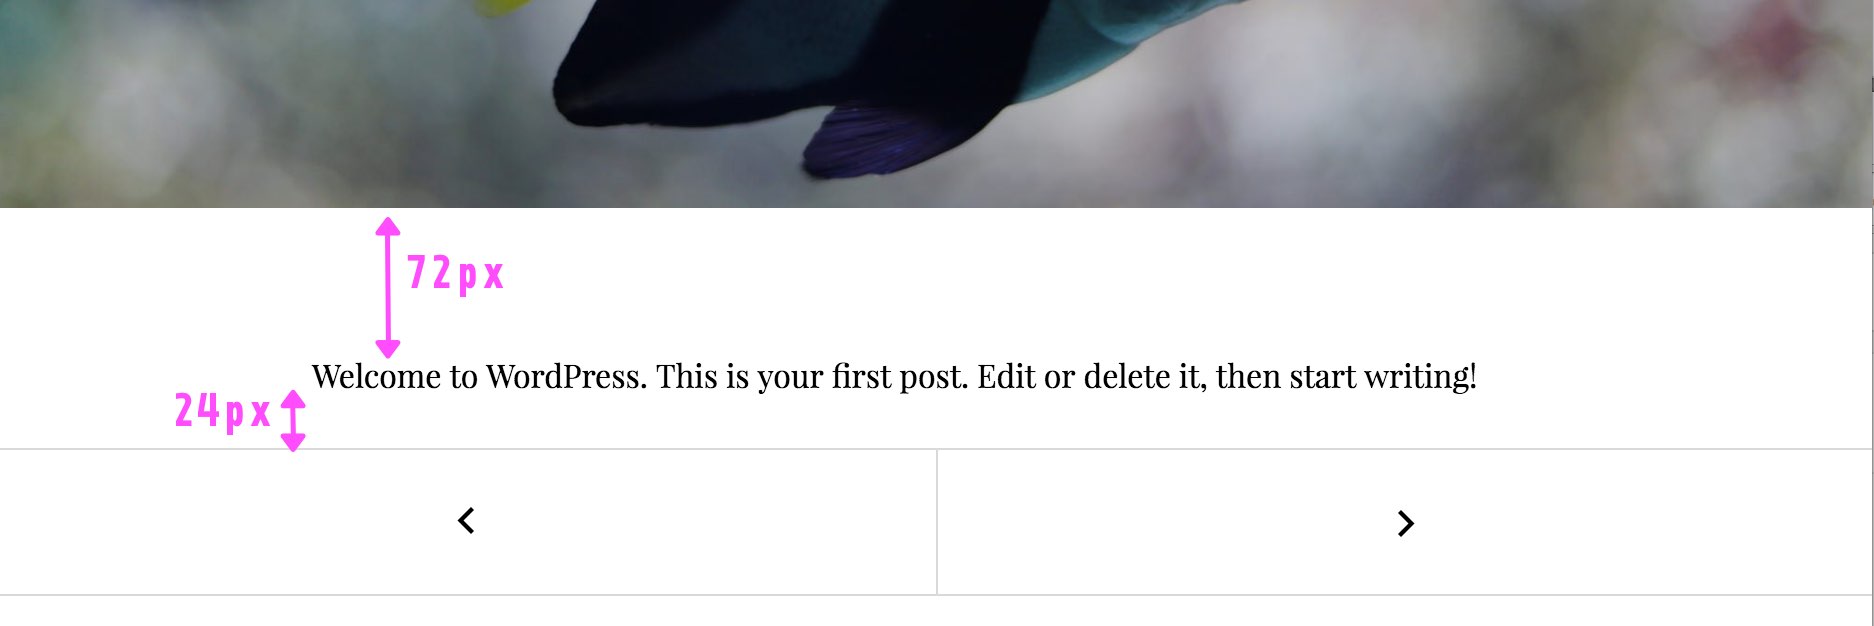 72px
Welcome to WordPress. This is your first post. Edit or delete it, then start writing!
24px